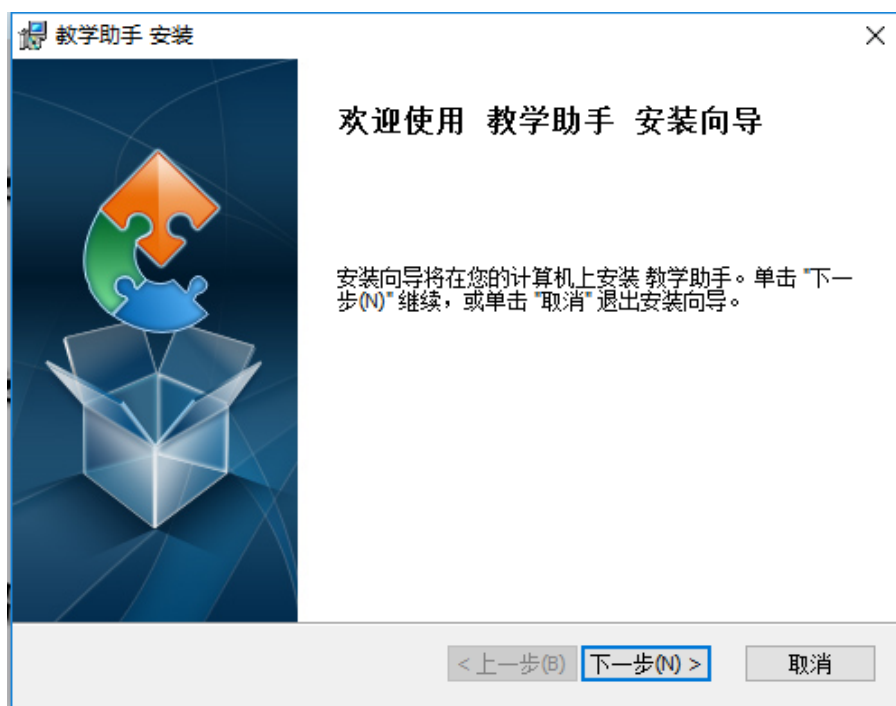 教学助手 安装
欢迎使用 教学助手 安装向导
安装向导将在您的计算机上安装 教学助手。单击 "下一
步(N)" 继续，或单击 "取消" 退出安装向导。
< 上一步(B)
下一步(N) >
取消